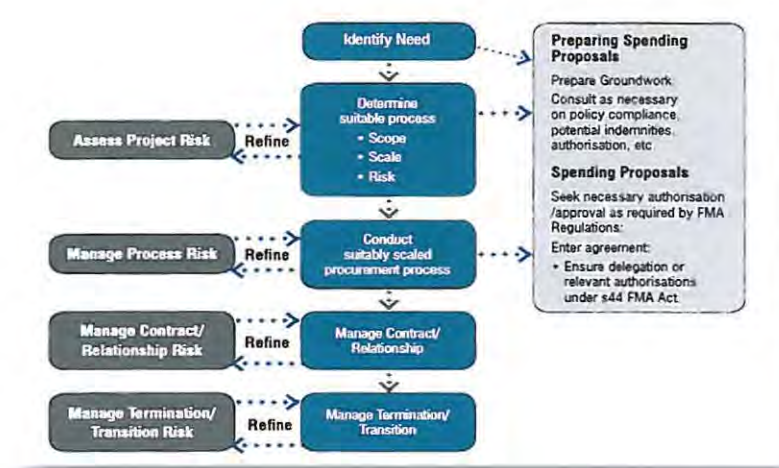 Identify Need
Determine
suitable process
• Scope
• Scale
• Risk
Assess Project Risk
Refine
Conduct
suitably scaled
procurement process
Manage Process Risk
Refine
Manage Contract/
Relationship
Manage Contract/
Relationship Risk
Refine
Manage Termination/
Transition
Manage Termination/
Transition Risk
Refine
Preparing Spending
Proposals
Prepare Groundwork
Consult as necessary
on policy compliance,
potential indemnities,
authorisation, etc
Spending Proposals
Seek necessary authorisation
/approval as required by FMA
Regulations:
Enter agreement:
• Ensure delegation or
relevant authorisations
under s44 FMA Act